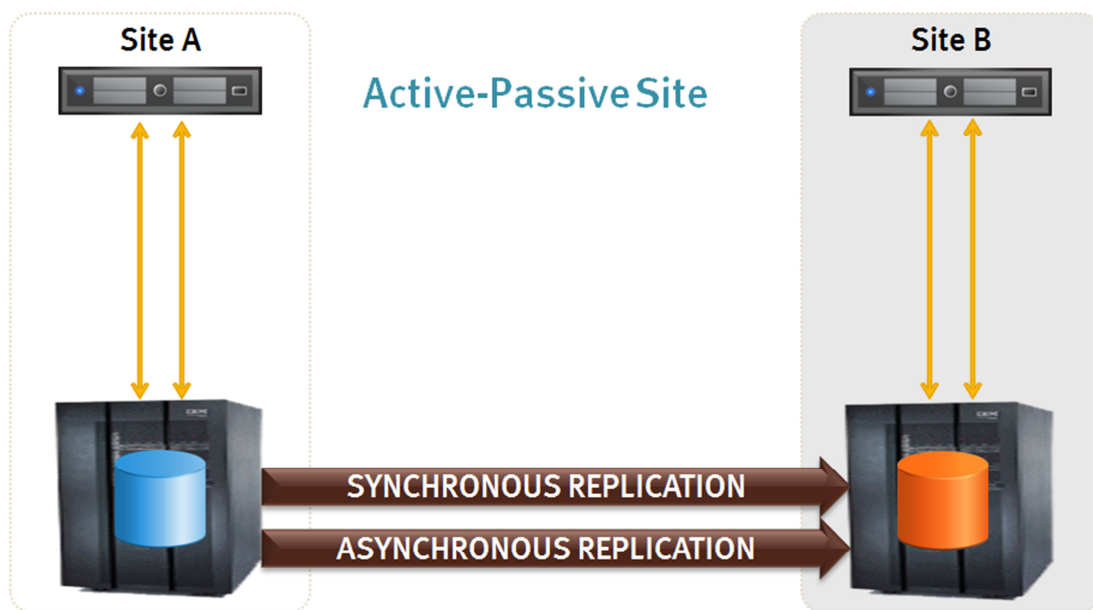 Site A
Site B
Active-Passive Site
SYNCHRONOUS REPLICATION
ASYNCHRONOUS REPLICATION